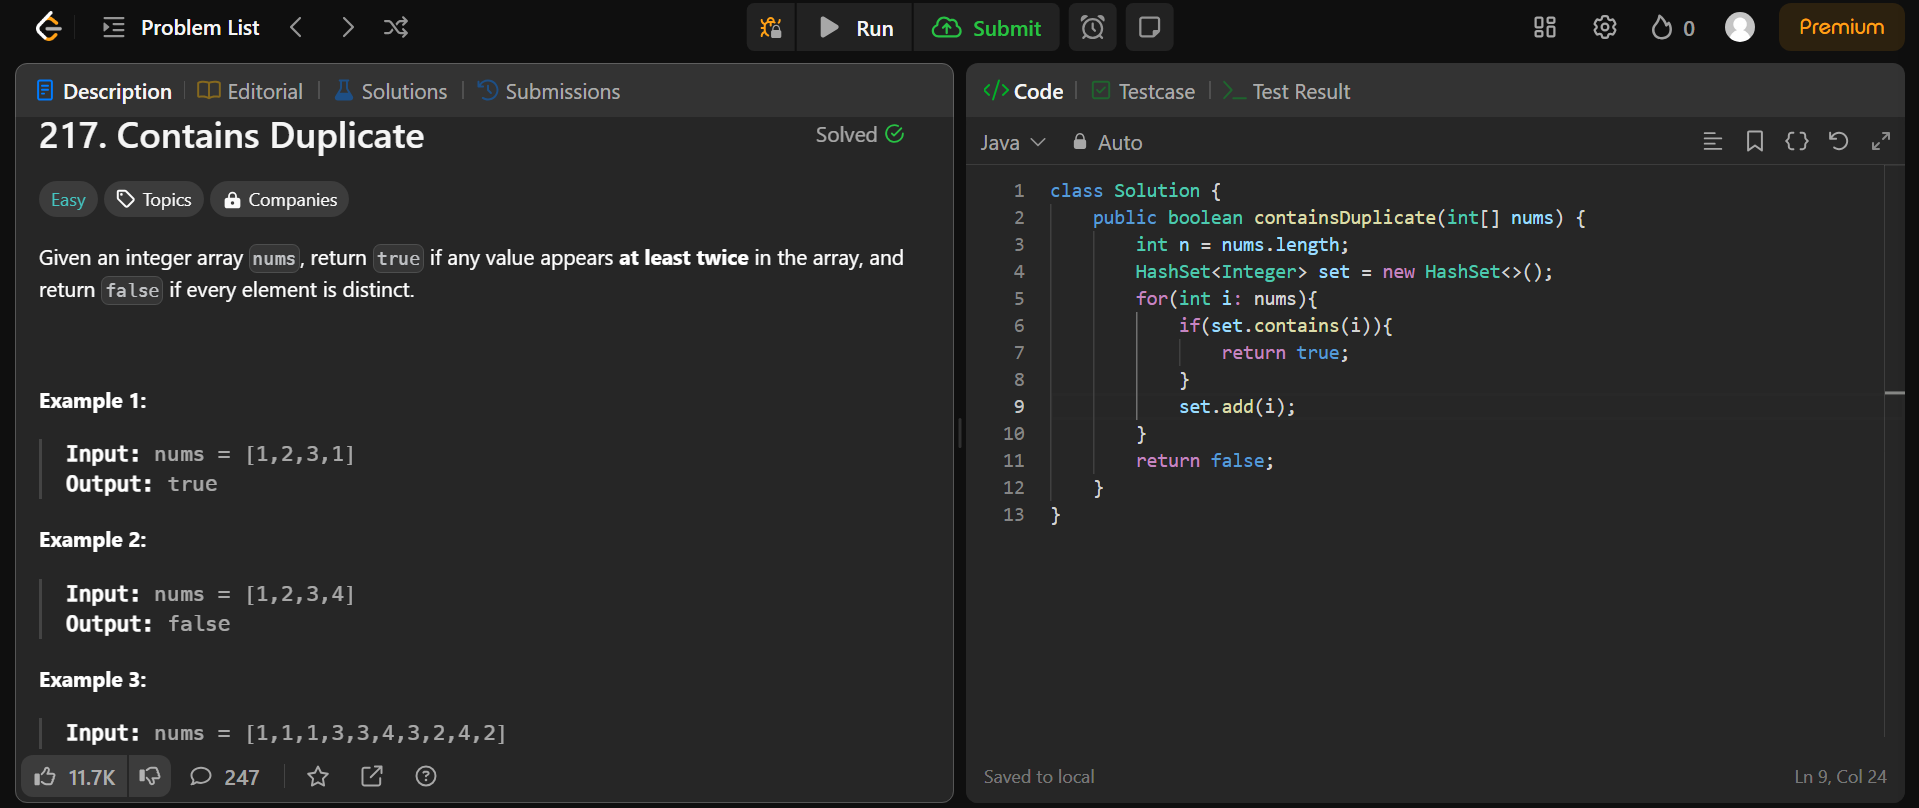 Problem List
Run
Submit
0
Premium
Description
Editorial
Solutions
Submissions
217. Contains Duplicate
Solved
Easy
Topics
Companies
Given an integer array nums, return true if any value appears at least twice in the array, and
return false if every element is distinct.
Example 1:
Input: nums = [1,2,3,1]
Output: true
Example 2:
Input: nums = [1,2,3,4]
Output: false
Example 3:
Input: nums = [1,1,1,3,3,4,3,2,4,2]
11.7K
247
</> Code
Testcase
Test Result
Java
Auto
1 class Solution {
2 public boolean containsDuplicate(int[] nums) {
3 int n = nums.length;
4 HashSet<Integer> set = new HashSet<>();
5 for(int i: nums){
6 if(set.contains(i)){
7 return true;
8 }
9 set.add(i);
10 }
11 return false;
12 }
13 }
Saved to local
Ln 9, Col 24